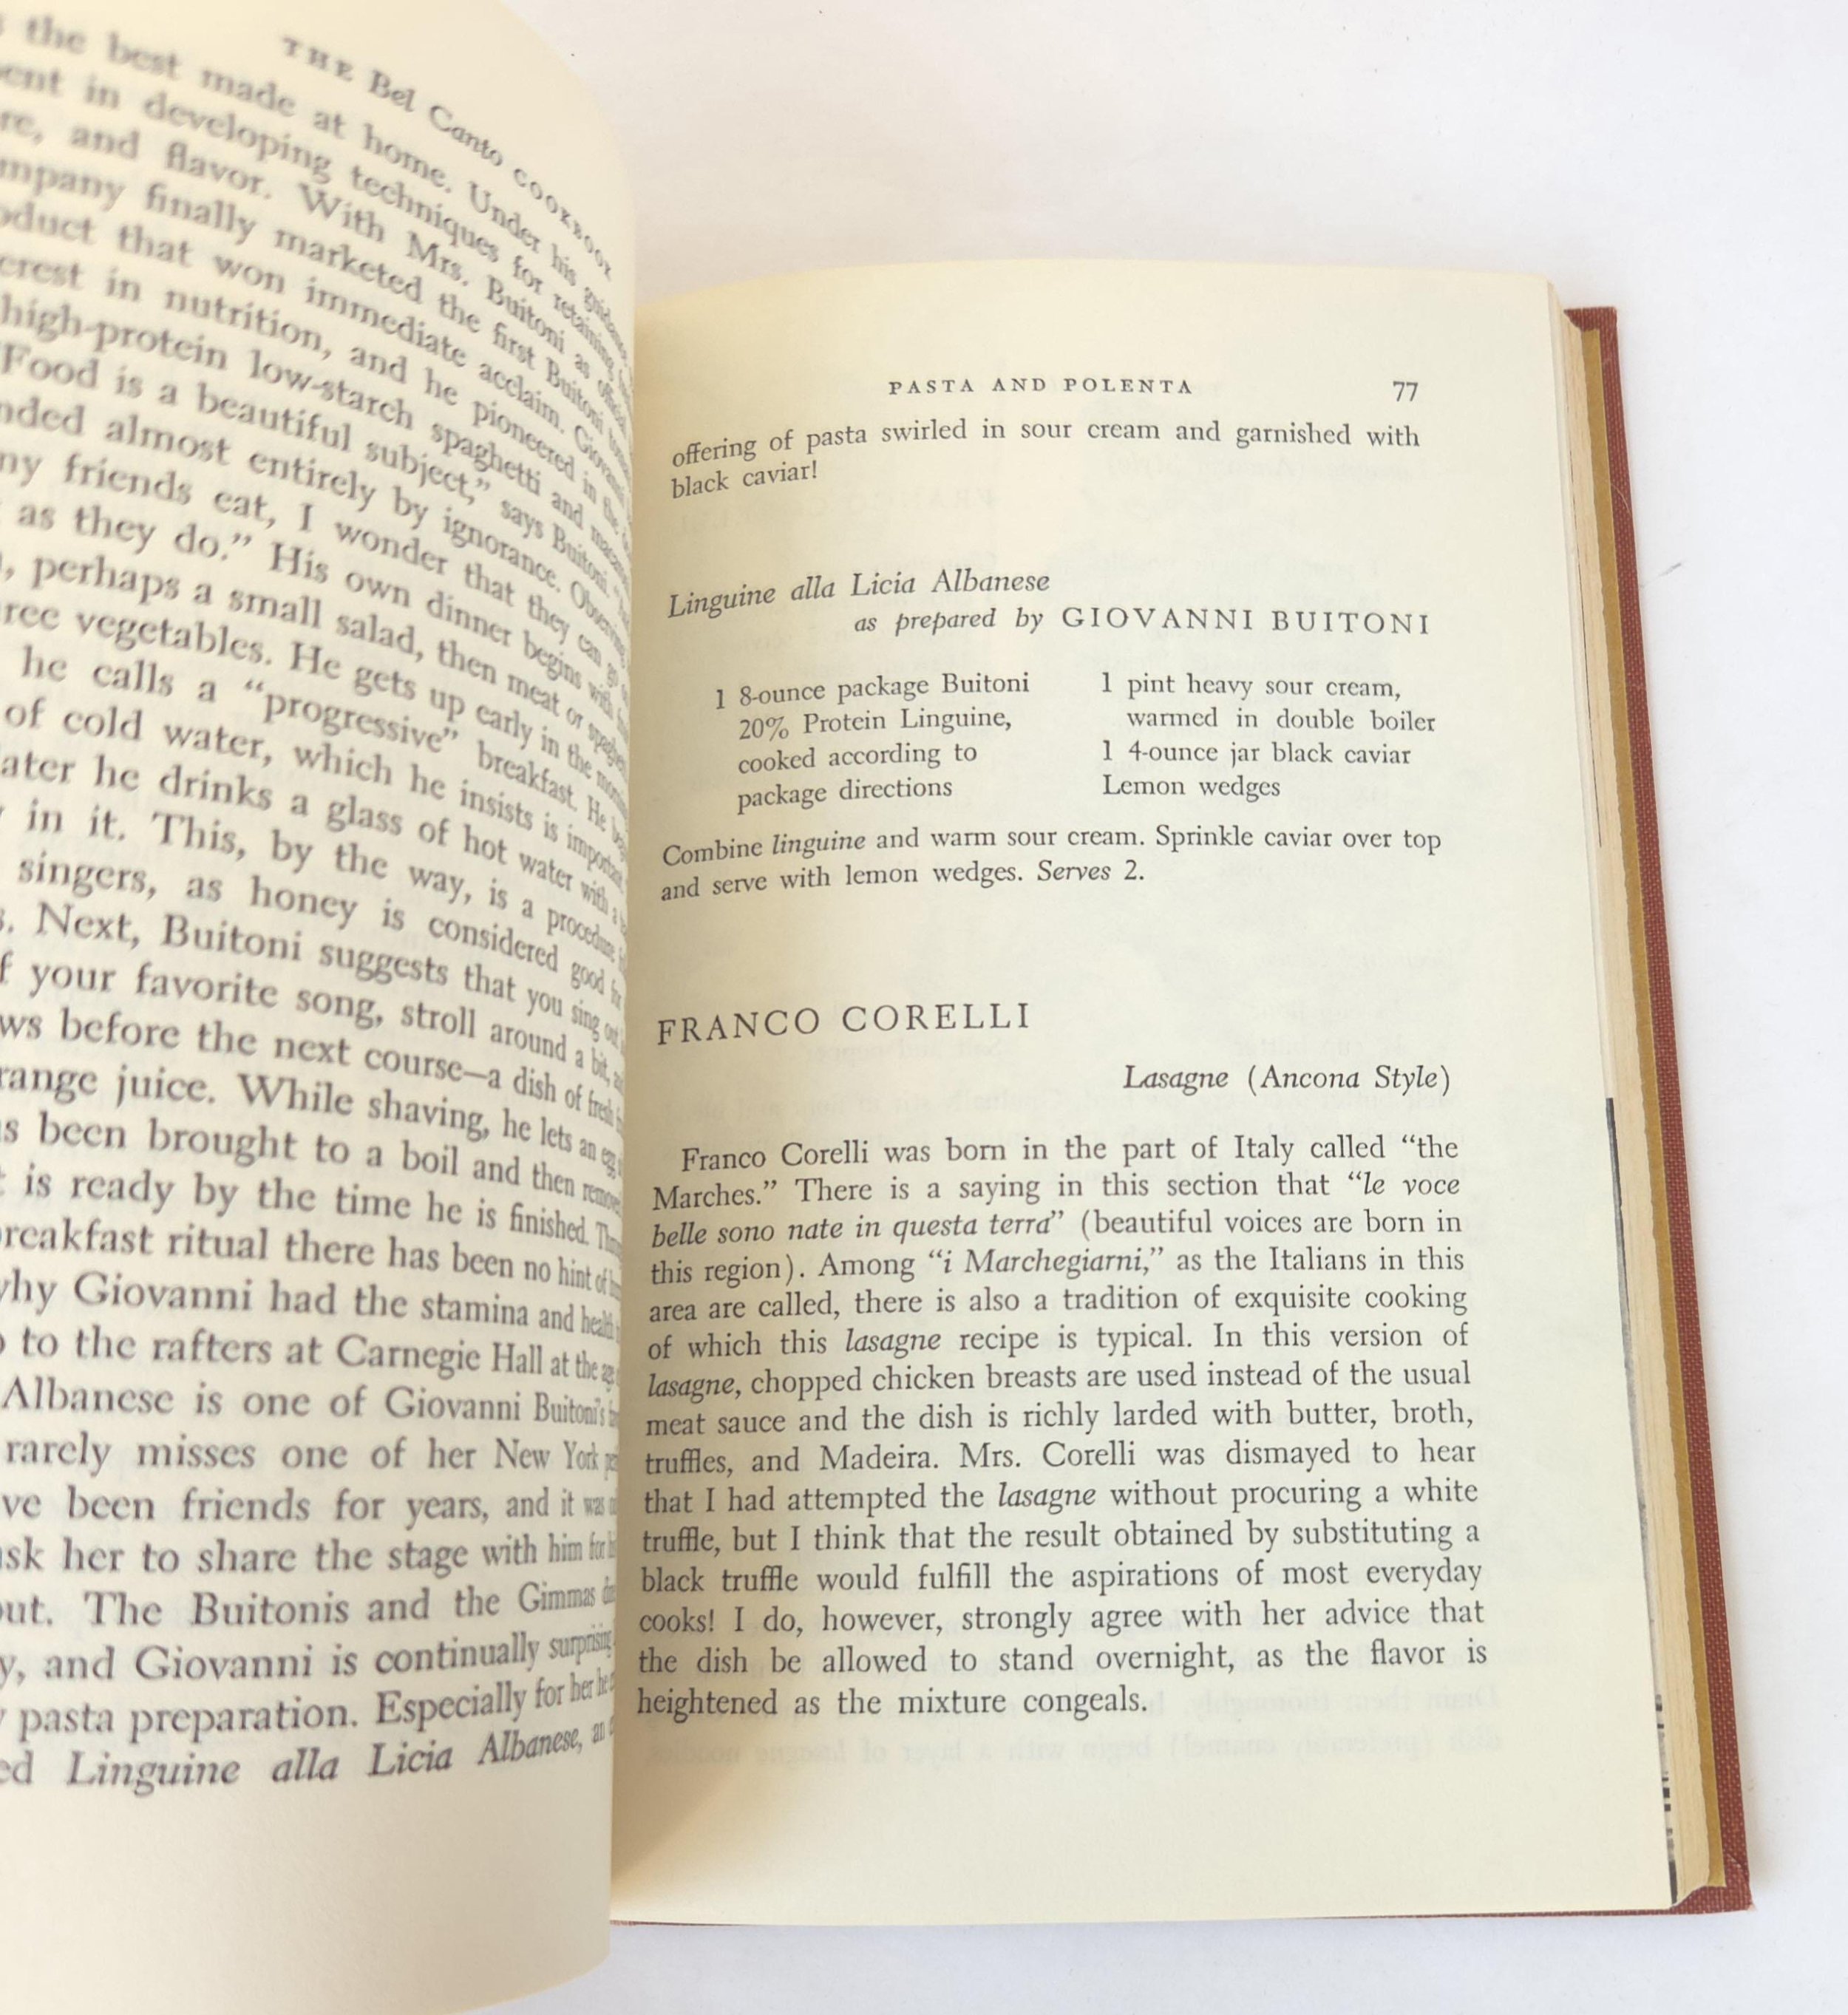 THE Bel Canto COOKBOOK
the best made at home. Under his guidance,
in developing techniques for retaining
and flavor. With Mrs. Buitoni as official
finally marketed the first Buitoni
that won immediate acclaim. Giovanni
in nutrition, and he pioneered in the
high-protein low-starch spaghetti and
"Food is a beautiful subject," says Buitoni.
almost entirely by ignorance. Observing
friends eat, I wonder that they can go
as they do." His own dinner begins with
perhaps a small salad, then meat or
vegetables. He gets up early in the morning
he calls a "progressive" breakfast. He
of cold water, which he insists is important.
he drinks a glass of hot water with a
in it. This, by the way, is a procedure
singers, as honey is considered good for
Next, Buitoni suggests that you sing out
your favorite song, stroll around a bit,
before the next course—a dish of fresh
juice. While shaving, he lets an egg
been brought to a boil and then
is ready by the time he is finished.
ritual there has been no hint of
Giovanni had the stamina and
to the rafters at Carnegie Hall at the age
Albanese is one of Giovanni Buitoni's
rarely misses one of her New York
been friends for years, and it was
her to share the stage with him for
The Buitonis and the Gimmas
and Giovanni is continually surprising
pasta preparation. Especially for her he
Linguine alla Licia Albanese, an
PASTA AND POLENTA 77
offering of pasta swirled in sour cream and garnished with
black caviar!
Linguine alla Licia Albanese
as prepared by GIOVANNI BUITONI
1 8-ounce package Buitoni
20% Protein Linguine,
cooked according to
package directions
1 pint heavy sour cream,
warmed in double boiler
1 4-ounce jar black caviar
Lemon wedges
Combine linguine and warm sour cream. Sprinkle caviar over top
and serve with lemon wedges. Serves 2.
FRANCO CORELLI
Lasagne (Ancona Style)
Franco Corelli was born in the part of Italy called "the
Marches." There is a saying in this section that "le voce
belle sono nate in questa terra" (beautiful voices are born in
this region). Among "i Marchegiarni," as the Italians in this
area are called, there is also a tradition of exquisite cooking
of which this lasagne recipe is typical. In this version of
lasagne, chopped chicken breasts are used instead of the usual
meat sauce and the dish is richly larded with butter, broth,
truffles, and Madeira. Mrs. Corelli was dismayed to hear
that I had attempted the lasagne without procuring a white
truffle, but I think that the result obtained by substituting a
black truffle would fulfill the aspirations of most everyday
cooks! I do, however, strongly agree with her advice that
the dish be allowed to stand overnight, as the flavor is
heightened as the mixture congeals.